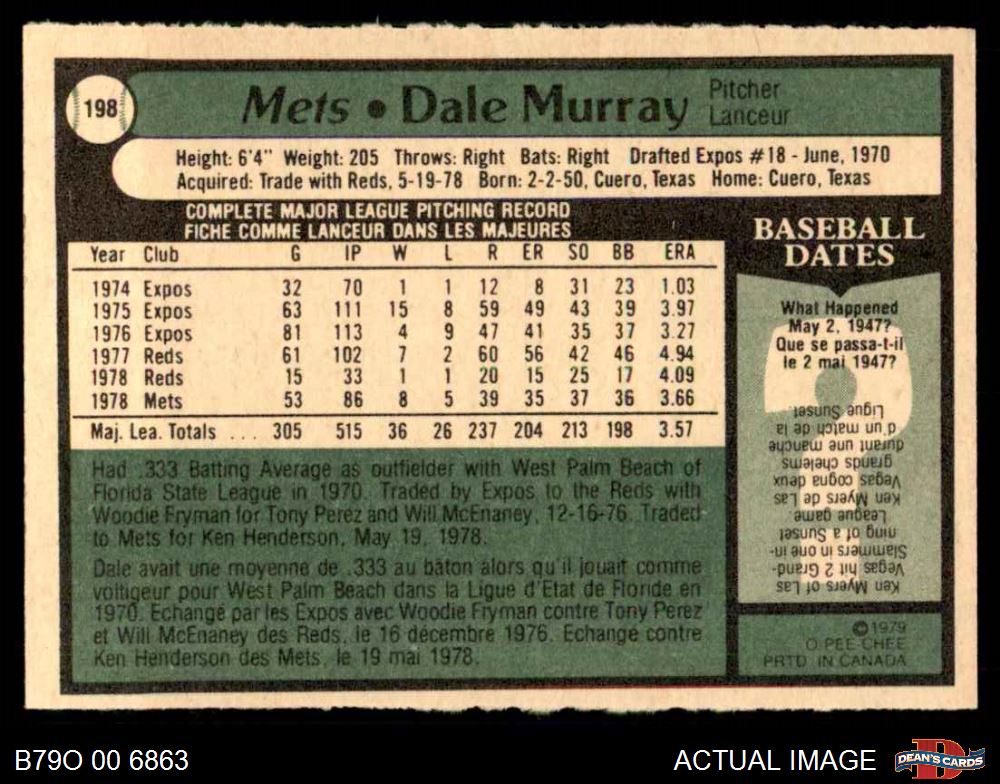 198
Mets • Dale Murray
Pitcher
Lanceur
Height: 6'4" Weight: 205 Throws: Right Bats: Right Drafted Expos #18 - June, 1970
Acquired: Trade with Reds, 5-19-78 Born: 2-2-50, Cuero, Texas Home: Cuero, Texas
COMPLETE MAJOR LEAGUE PITCHING RECORD
FICHE COMME LANCEUR DANS LES MAJEURES
Year Club G IP W L R ER SO BB ERA
1974 Expos 32 70 1 1 12 8 31 23 1.03
1975 Expos 63 111 15 8 59 49 43 39 3.97
1976 Expos 81 113 4 9 47 41 35 37 3.27
1977 Reds 61 102 7 2 60 56 42 46 4.94
1978 Reds 15 33 1 1 20 15 25 17 4.09
1978 Mets 53 86 8 5 39 35 37 36 3.66
Maj. Lea. Totals ... 305 515 36 26 237 204 213 198 3.57
Had .333 Batting Average as outfielder with West Palm Beach of
Florida State League in 1970. Traded by Expos to the Reds with
Woodie Fryman for Tony Perez and Will McEnaney, 12-16-76. Traded
to Mets for Ken Henderson, May 19, 1978.
Dale avait une moyenne de .333 au bâton alors qu'il jouait comme
voltigeur pour West Palm Beach dans la Ligue d'Etat de Floride en
1970. Echangé par les Expos avec Woodie Fryman contre Tony Perez
et Will McEnaney des Reds, le 16 décembre 1976. Echangé contre
Ken Henderson des Mets, le 19 mai 1978.
BASEBALL
DATES
What Happened
May 2, 1947?
Que se passa-t-il
le 2 mai 1947?
Ken Myers of Las
Vegas hit 2 Grand-
Slammers in one in-
ning of a Sunset
League game.
Ken Myers de Las
Vegas cogna deux
grands chelems
durant une manche
d'un match de la
Ligue Sunset.
©1979
O PEE CHEE
PRTD IN CANADA
B79O 00 6863
ACTUAL IMAGE
DEAN'S CARDS